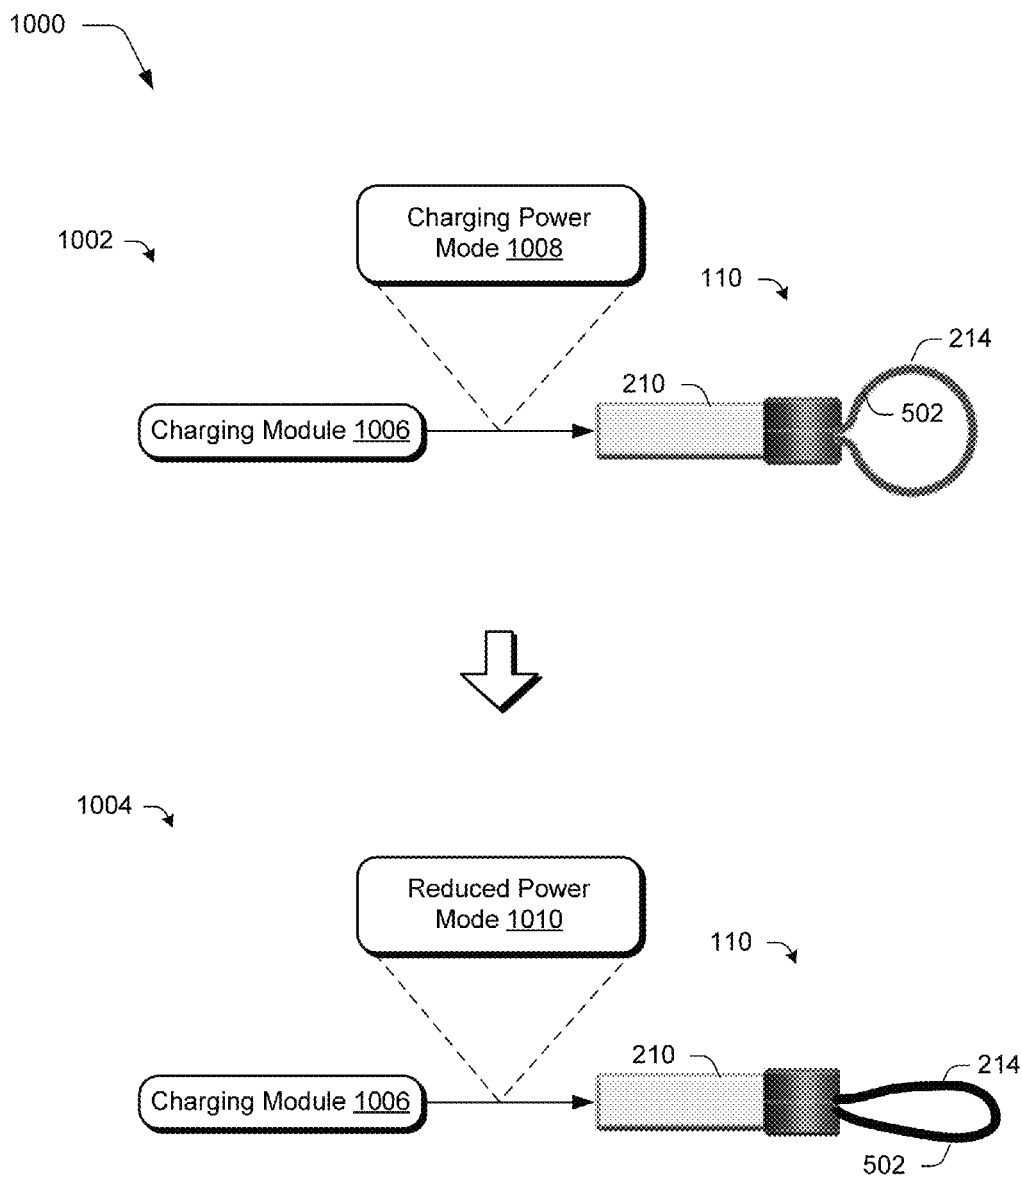 1000
Charging Power
Mode 1008
1002
110
214
210
502
Charging Module 1006
1004
Reduced Power
Mode 1010
110
210
214
Charging Module 1006
502